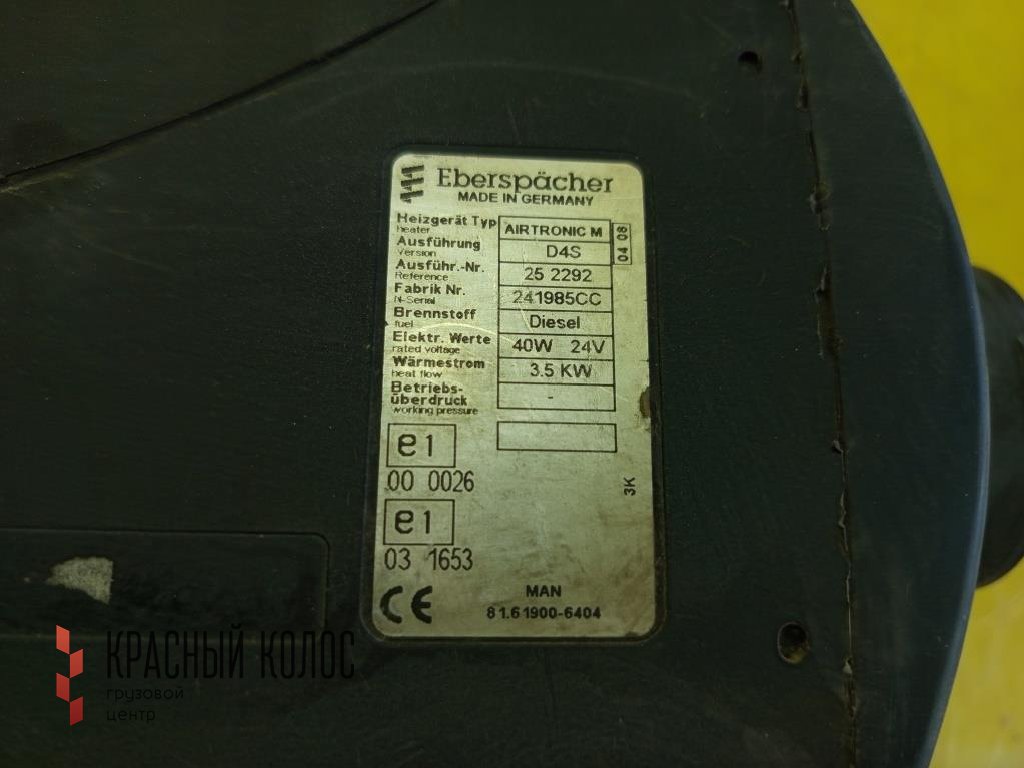 Eberspächer
MADE IN GERMANY
Heizgerät Typ AIRTRONIC M
heater
04 08
Ausführung D4S
Version
Ausführ.-Nr. 25 2292
Reference
Fabrik Nr. 241985CC
N-Serial
Brennstoff Diesel
fuel
Elektr. Werte 40W 24V
rated voltage
Wärmestrom 3.5 KW
heat flow
Betriebs- -
überdruck
working pressure
e1
00 0026
3K
e1
03 1653
CE
MAN
81.61900-6404
КРАСНЫЙ КОЛОС
грузовой
центр